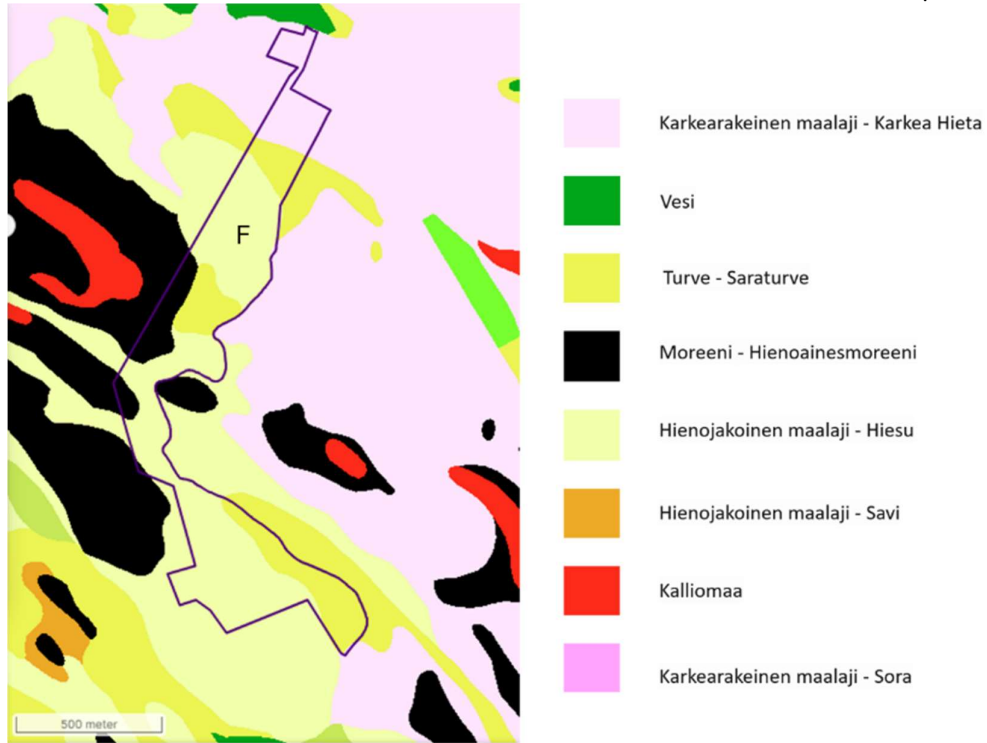 Karkearakeinen maalaji - Karkea Hieta
Vesi
Turve - Saraturve
Moreeni - Hienoainesmoreeni
Hienojakoinen maalaji - Hiesu
Hienojakoinen maalaji - Savi
Kalliomaa
Karkearakeinen maalaji - Sora
F
500 meter